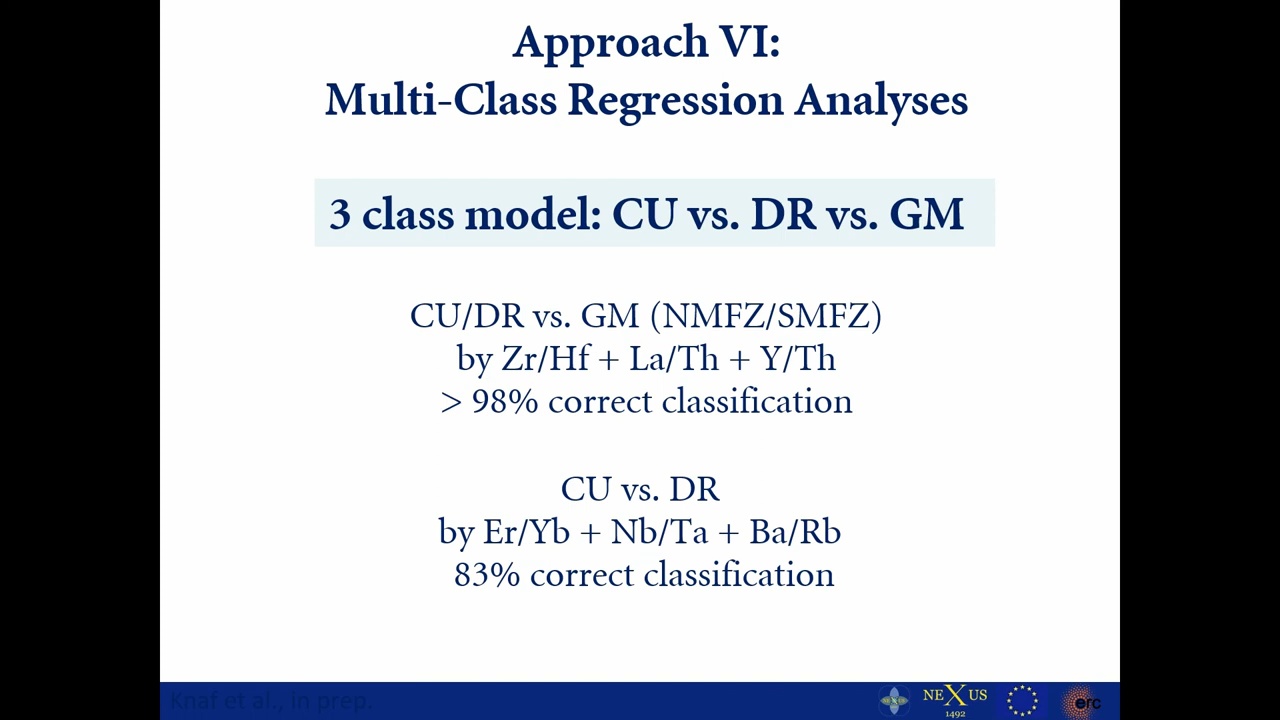 Approach VI:
Multi-Class Regression Analyses
3 class model: CU vs. DR vs. GM
CU/DR vs. GM (NMFZ/SMFZ)
by Zr/Hf + La/Th + Y/Th
> 98% correct classification
CU vs. DR
by Er/Yb + Nb/Ta + Ba/Rb
83% correct classification
Knaf et al., in prep.
NEXUS
1492
erc